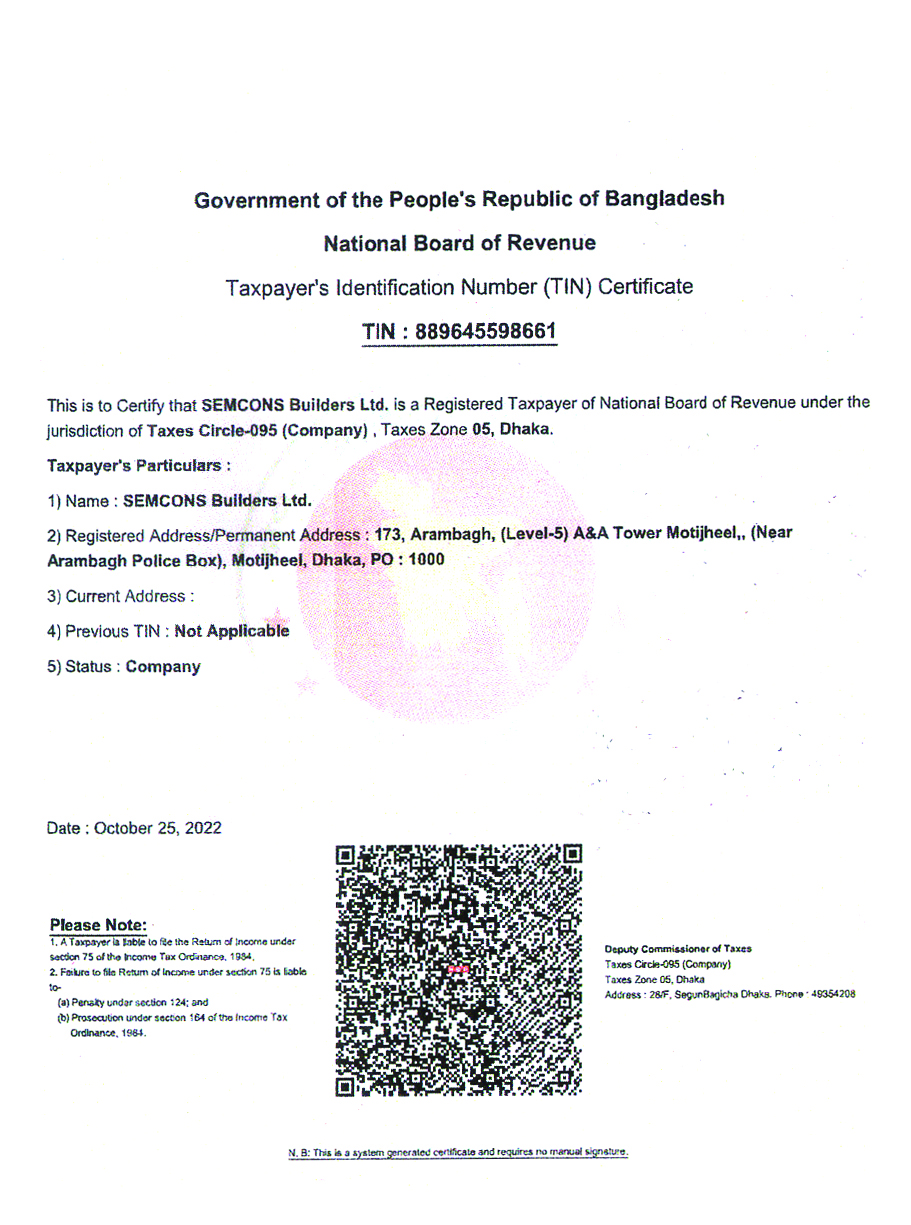 Government of the People's Republic of Bangladesh
National Board of Revenue
Taxpayer's Identification Number (TIN) Certificate
TIN : 889645598661
This is to Certify that SEMCONS Builders Ltd. is a Registered Taxpayer of National Board of Revenue under the
jurisdiction of Taxes Circle-095 (Company) , Taxes Zone 05, Dhaka.
Taxpayer's Particulars :
1) Name : SEMCONS Builders Ltd.
2) Registered Address/Permanent Address : 173, Arambagh, (Level-5) A&A Tower Motijheel,, (Near
Arambagh Police Box), Motijheel, Dhaka, PO : 1000
3) Current Address :
4) Previous TIN : Not Applicable
5) Status : Company
Date : October 25, 2022
Please Note:
1. A Taxpayer is liable to file the Return of Income under
section 75 of the Income Tax Ordinance, 1984.
2. Failure to file Return of Income under section 75 is liable
to-
(a) Penalty under section 124; and
(b) Prosecution under section 164 of the Income Tax
Ordinance, 1984.
Deputy Commissioner of Taxes
Taxes Circle-095 (Company)
Taxes Zone 05, Dhaka
Address : 28/F, SegunBagicha Dhaka. Phone : 49354208
N. B: This is a system generated certificate and requires no manual signature.